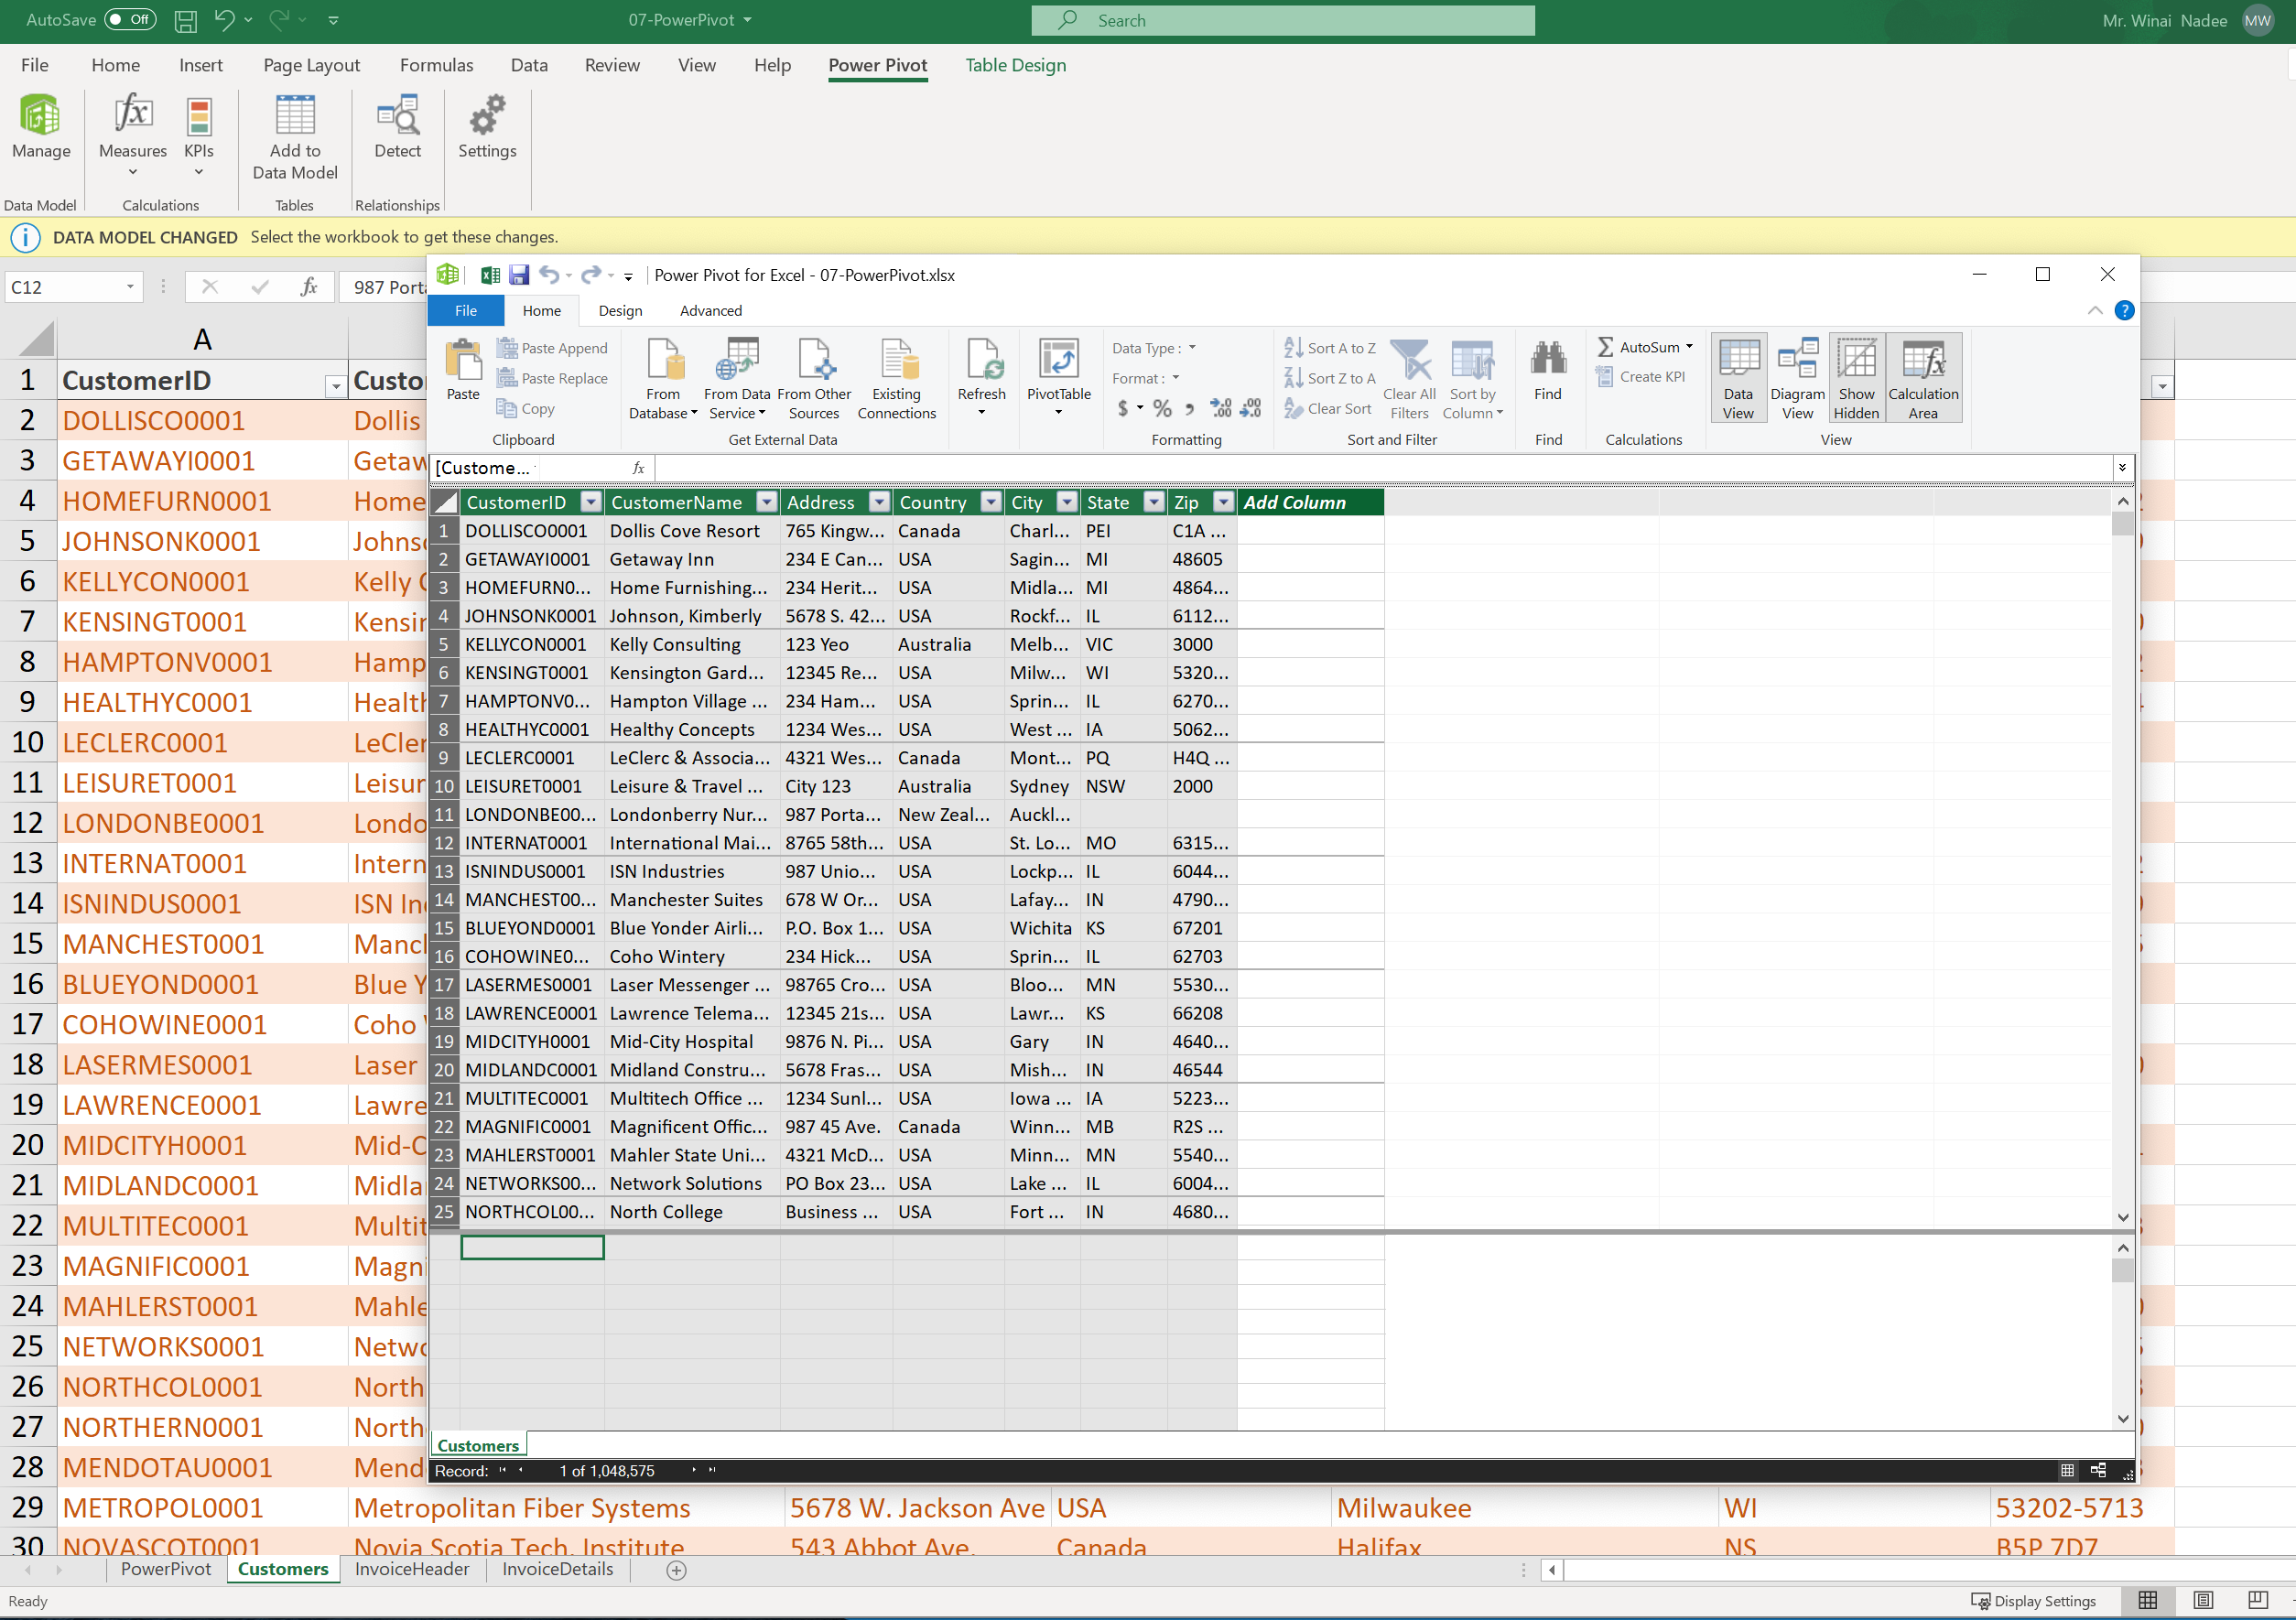 AutoSave Off 07-PowerPivot Search Mr. Winai Nadee MW
File Home Insert Page Layout Formulas Data Review View Help Power Pivot Table Design
Manage Measures KPIs Add to Data Model Detect Settings
Data Model Calculations Tables Relationships
DATA MODEL CHANGED Select the workbook to get these changes.
C12 fx 987 Porta
Power Pivot for Excel - 07-PowerPivot.xlsx
File Home Design Advanced
Paste Paste Append Paste Replace Copy
From Database From Data Service From Other Sources Existing Connections
Refresh PivotTable
Data Type : Format : $ %
Sort A to Z Sort Z to A Clear Sort Clear All Filters Sort by Column
Find AutoSum Create KPI
Data View Diagram View Show Hidden Calculation Area
Clipboard Get External Data Formatting Sort and Filter Find Calculations View
[Custome... fx
CustomerID CustomerName Address Country City State Zip Add Column
1 DOLLISCO0001 Dollis Cove Resort 765 Kingw... Canada Charl... PEI C1A ...
2 GETAWAYI0001 Getaway Inn 234 E Can... USA Sagin... MI 48605
3 HOMEFURN0... Home Furnishing... 234 Herit... USA Midla... MI 4864...
4 JOHNSONK0001 Johnson, Kimberly 5678 S. 42... USA Rockf... IL 6112...
5 KELLYCON0001 Kelly Consulting 123 Yeo Australia Melb... VIC 3000
6 KENSINGT0001 Kensington Gard... 12345 Re... USA Milw... WI 5320...
7 HAMPTONV0... Hampton Village ... 234 Ham... USA Sprin... IL 6270...
8 HEALTHYC0001 Healthy Concepts 1234 Wes... USA West ... IA 5062...
9 LECLERC0001 LeClerc & Associa... 4321 Wes... Canada Mont... PQ H4Q ...
10 LEISURET0001 Leisure & Travel ... City 123 Australia Sydney NSW 2000
11 LONDONBE00... Londonberry Nur... 987 Porta... New Zeal... Auckl...
12 INTERNAT0001 International Mai... 8765 58th... USA St. Lo... MO 6315...
13 ISNINDUS0001 ISN Industries 987 Unio... USA Lockp... IL 6044...
14 MANCHEST00... Manchester Suites 678 W Or... USA Lafay... IN 4790...
15 BLUEYOND0001 Blue Yonder Airli... P.O. Box 1... USA Wichita KS 67201
16 COHOWINE0... Coho Wintery 234 Hick... USA Sprin... IL 62703
17 LASERMES0001 Laser Messenger ... 98765 Cro... USA Bloo... MN 5530...
18 LAWRENCE0001 Lawrence Telema... 12345 21s... USA Lawr... KS 66208
19 MIDCITYH0001 Mid-City Hospital 9876 N. Pi... USA Gary IN 4640...
20 MIDLANDC0001 Midland Constru... 5678 Fras... USA Mish... IN 46544
21 MULTITEC0001 Multitech Office ... 1234 Sunl... USA Iowa ... IA 5223...
22 MAGNIFIC0001 Magnificent Offic... 987 45 Ave. Canada Winn... MB R2S ...
23 MAHLERST0001 Mahler State Uni... 4321 McD... USA Minn... MN 5540...
24 NETWORKS00... Network Solutions PO Box 23... USA Lake ... IL 6004...
25 NORTHCOL00... North College Business ... USA Fort ... IN 4680...
Customers
Record: 1 of 1,048,575
A
1 CustomerID Custo
2 DOLLISCO0001 Dollis
3 GETAWAYI0001 Getaw
4 HOMEFURN0001 Home
5 JOHNSONK0001 Johnso
6 KELLYCON0001 Kelly C
7 KENSINGT0001 Kensin
8 HAMPTONV0001 Hamp
9 HEALTHYC0001 Health
10 LECLERC0001 LeCler
11 LEISURET0001 Leisur
12 LONDONBE0001 Londo
13 INTERNAT0001 Intern
14 ISNINDUS0001 ISN In
15 MANCHEST0001 Manch
16 BLUEYOND0001 Blue Y
17 COHOWINE0001 Coho
18 LASERMES0001 Laser
19 LAWRENCE0001 Lawre
20 MIDCITYH0001 Mid-C
21 MIDLANDC0001 Midla
22 MULTITEC0001 Multit
23 MAGNIFIC0001 Magni
24 MAHLERST0001 Mahle
25 NETWORKS0001 Netwo
26 NORTHCOL0001 North
27 NORTHERN0001 North
28 MENDOTAU0001 Mend
29 METROPOL0001 Metropolitan Fiber Systems 5678 W. Jackson Ave USA Milwaukee WI 53202-5713
30 NOVASCOT0001 Novia Scotia Tech. Institute 543 Abbot Ave. Canada Halifax NS B5P 7D7
PowerPivot Customers InvoiceHeader InvoiceDetails
Ready Display Settings